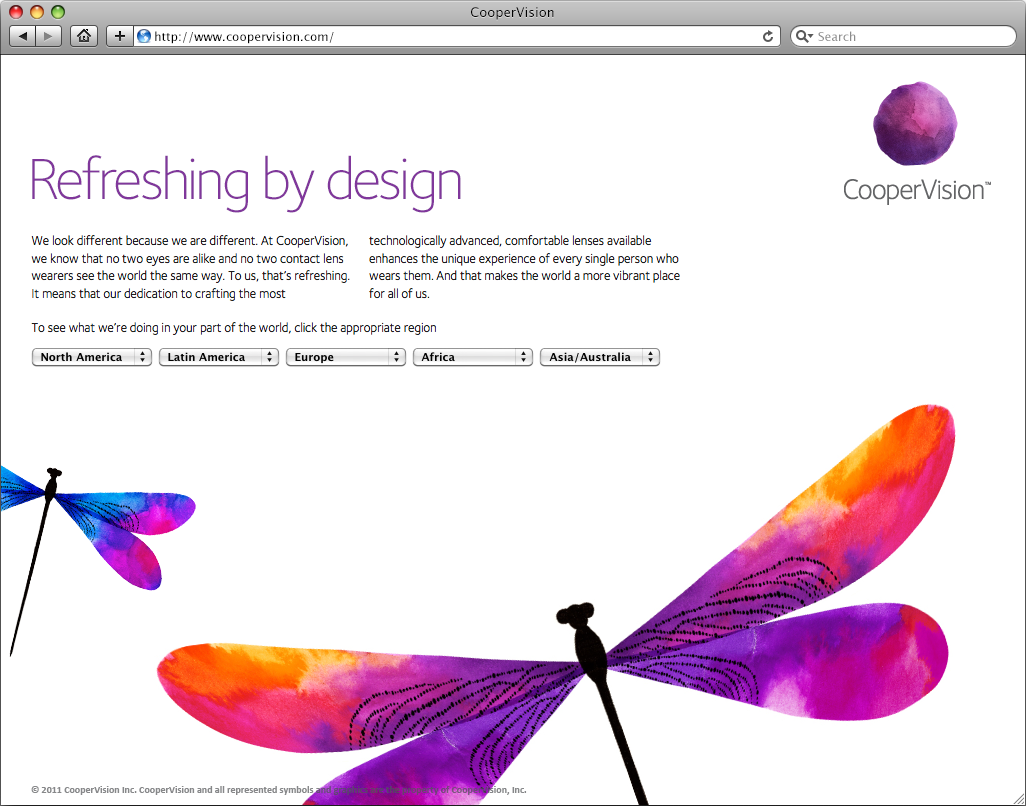 CooperVision
http://www.coopervision.com/
Search
CooperVision™
Refreshing by design
We look different because we are different. At CooperVision,
we know that no two eyes are alike and no two contact lens
wearers see the world the same way. To us, that's refreshing.
It means that our dedication to crafting the most
technologically advanced, comfortable lenses available
enhances the unique experience of every single person who
wears them. And that makes the world a more vibrant place
for all of us.
To see what we're doing in your part of the world, click the appropriate region
North America
Latin America
Europe
Africa
Asia/Australia
© 2011 CooperVision Inc. CooperVision and all represented symbols and graphics are the property of CooperVision, Inc.